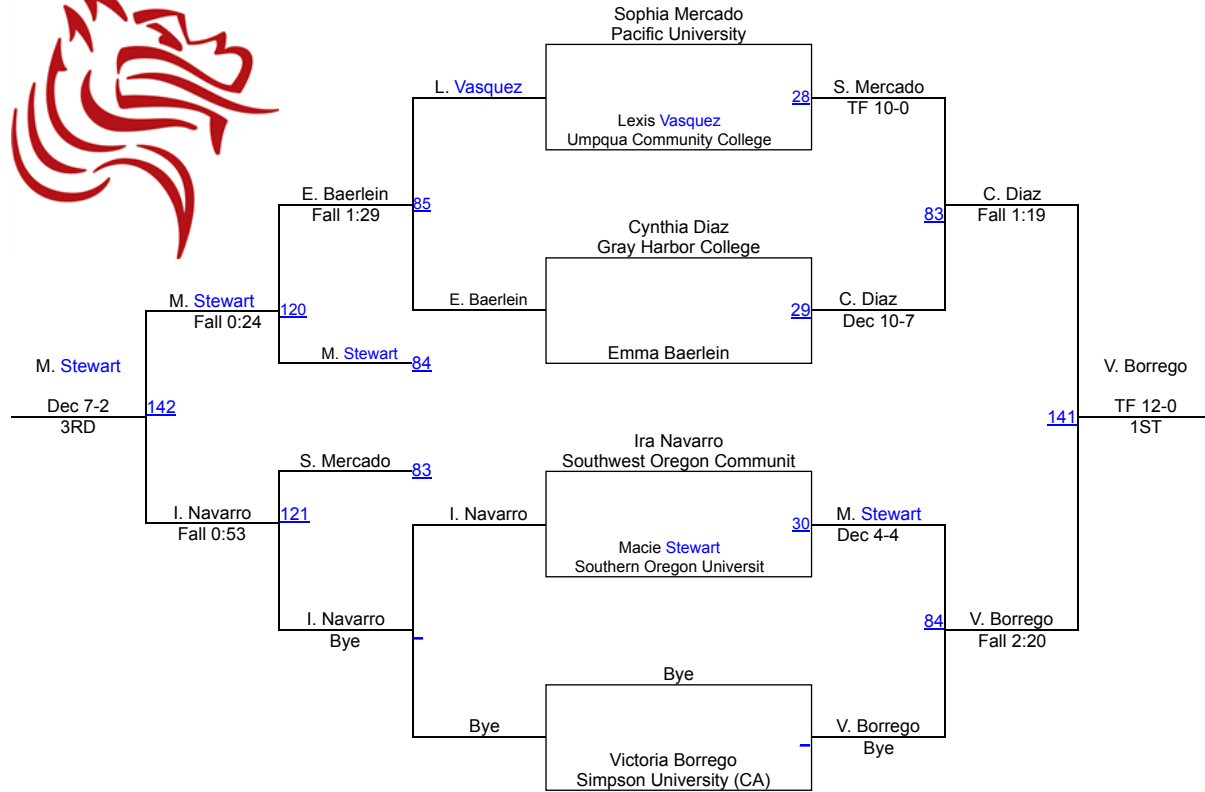 Sophia Mercado
Pacific University
L. Vasquez
28
S. Mercado
TF 10-0
Lexis Vasquez
Umpqua Community College
E. Baerlein
Fall 1:29
85
83
C. Diaz
Fall 1:19
Cynthia Diaz
Gray Harbor College
E. Baerlein
29
C. Diaz
Dec 10-7
M. Stewart
Fall 0:24
120
M. Stewart
84
Emma Baerlein
M. Stewart
Dec 7-2
3RD
142
V. Borrego
141
TF 12-0
1ST
Ira Navarro
Southwest Oregon Communit
S. Mercado
83
I. Navarro
Fall 0:53
121
I. Navarro
30
M. Stewart
Dec 4-4
Macie Stewart
Southern Oregon Universit
I. Navarro
Bye
84
V. Borrego
Fall 2:20
Bye
Bye
V. Borrego
Bye
Victoria Borrego
Simpson University (CA)